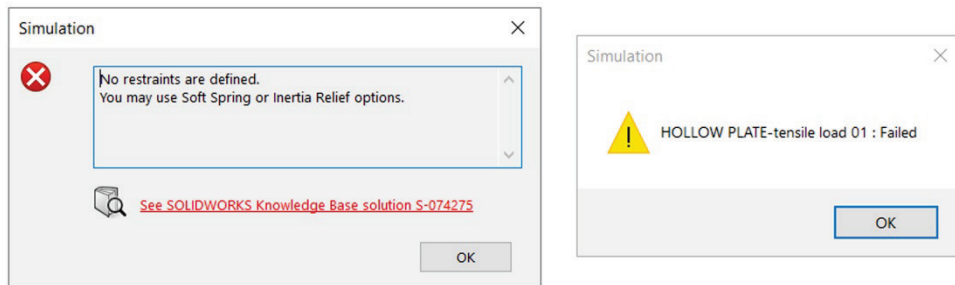 Simulation
No restraints are defined.
You may use Soft Spring or Inertia Relief options.
See SOLIDWORKS Knowledge Base solution S-074275
OK
Simulation
HOLLOW PLATE-tensile load 01 : Failed
OK